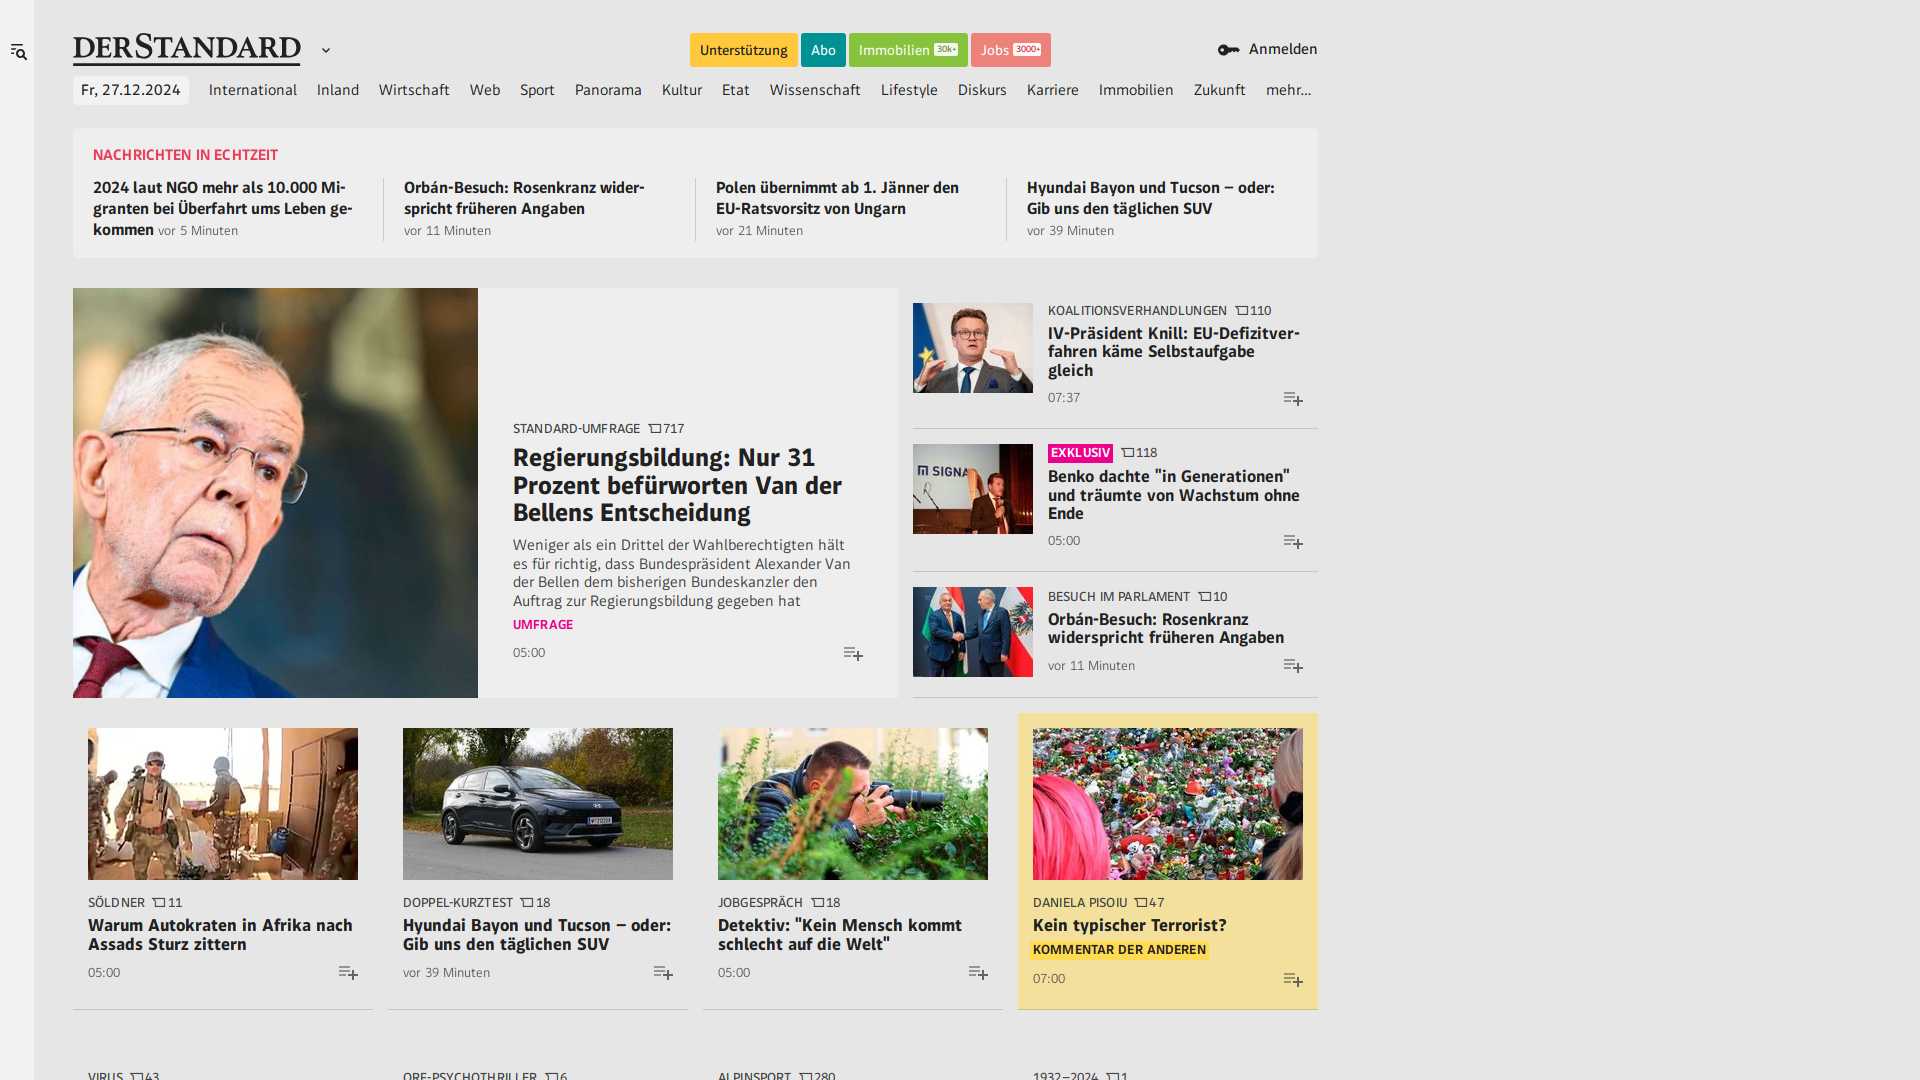 DERSTANDARD
Unterstützung
Abo
Immobilien 30k+
Jobs 3000+
Anmelden
Fr, 27.12.2024
International
Inland
Wirtschaft
Web
Sport
Panorama
Kultur
Etat
Wissenschaft
Lifestyle
Diskurs
Karriere
Immobilien
Zukunft
mehr...
NACHRICHTEN IN ECHTZEIT
2024 laut NGO mehr als 10.000 Mi-
granten bei Überfahrt ums Leben ge-
kommen vor 5 Minuten
Orbán-Besuch: Rosenkranz wider-
spricht früheren Angaben
vor 11 Minuten
Polen übernimmt ab 1. Jänner den
EU-Ratsvorsitz von Ungarn
vor 21 Minuten
Hyundai Bayon und Tucson – oder:
Gib uns den täglichen SUV
vor 39 Minuten
STANDARD-UMFRAGE 717
Regierungsbildung: Nur 31
Prozent befürworten Van der
Bellens Entscheidung
Weniger als ein Drittel der Wahlberechtigten hält
es für richtig, dass Bundespräsident Alexander Van
der Bellen dem bisherigen Bundeskanzler den
Auftrag zur Regierungsbildung gegeben hat
UMFRAGE
05:00
KOALITIONSVERHANDLUNGEN 110
IV-Präsident Knill: EU-Defizitver-
fahren käme Selbstaufgabe
gleich
07:37
SIGNA
EXKLUSIV 118
Benko dachte "in Generationen"
und träumte von Wachstum ohne
Ende
05:00
BESUCH IM PARLAMENT 10
Orbán-Besuch: Rosenkranz
widerspricht früheren Angaben
vor 11 Minuten
SÖLDNER 11
Warum Autokraten in Afrika nach
Assads Sturz zittern
05:00
DOPPEL-KURZTEST 18
Hyundai Bayon und Tucson – oder:
Gib uns den täglichen SUV
vor 39 Minuten
JOBGESPRÄCH 18
Detektiv: "Kein Mensch kommt
schlecht auf die Welt"
05:00
DANIELA PISOIU 47
Kein typischer Terrorist?
KOMMENTAR DER ANDEREN
07:00
VIRUS 43
ORF-PSYCHOTHRILLER 6
ALPINSPORT 280
1932–2024 1